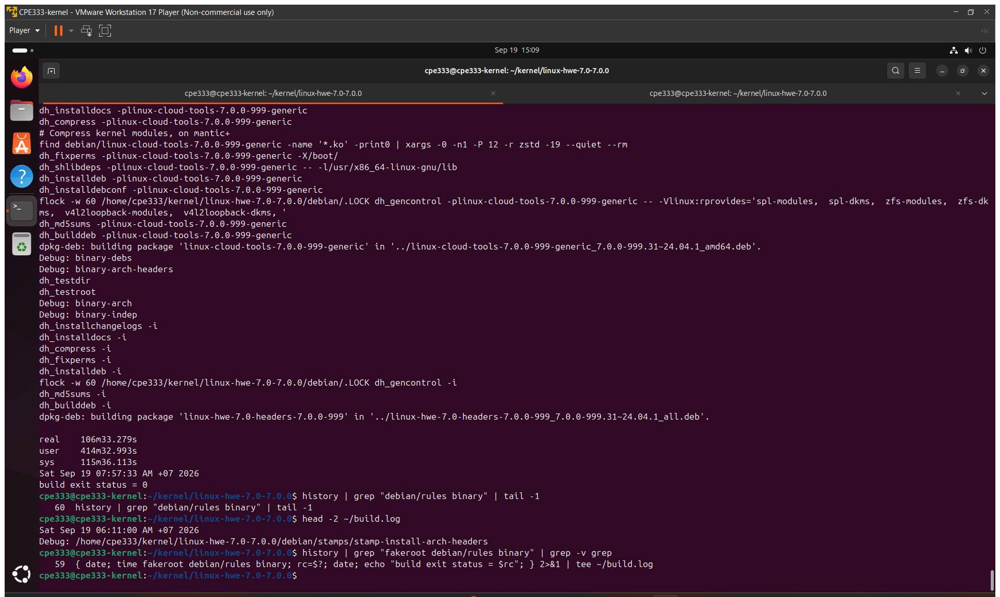 CPE333-kernel - VMware Workstation 17 Player (Non-commercial use only)
Player
Sep 19 15:09
cpe333@cpe333-kernel: ~/kernel/linux-hwe-7.0-7.0.0
cpe333@cpe333-kernel: ~/kernel/linux-hwe-7.0-7.0.0
cpe333@cpe333-kernel: ~/kernel/linux-hwe-7.0-7.0.0
dh_installdocs -plinux-cloud-tools-7.0.0-999-generic
dh_compress -plinux-cloud-tools-7.0.0-999-generic
# Compress kernel modules, on mantic+
find debian/linux-cloud-tools-7.0.0-999-generic -name '*.ko' -print0 | xargs -0 -n1 -P 12 -r zstd -19 --quiet --rm
dh_fixperms -plinux-cloud-tools-7.0.0-999-generic -X/boot/
dh_shlibdeps -plinux-cloud-tools-7.0.0-999-generic -- -l/usr/x86_64-linux-gnu/lib
dh_installdeb -plinux-cloud-tools-7.0.0-999-generic
dh_installdebconf -plinux-cloud-tools-7.0.0-999-generic
flock -w 60 /home/cpe333/kernel/linux-hwe-7.0-7.0.0/debian/.LOCK dh_gencontrol -plinux-cloud-tools-7.0.0-999-generic -- -Vlinux:rprovides='spl-modules,  spl-dkms,  zfs-modules,  zfs-dk
ms,  v4l2loopback-modules,  v4l2loopback-dkms, '
dh_md5sums -plinux-cloud-tools-7.0.0-999-generic
dh_builddeb -plinux-cloud-tools-7.0.0-999-generic
dpkg-deb: building package 'linux-cloud-tools-7.0.0-999-generic' in '../linux-cloud-tools-7.0.0-999-generic_7.0.0-999.31~24.04.1_amd64.deb'.
Debug: binary-debs
Debug: binary-arch-headers
dh_testdir
dh_testroot
Debug: binary-arch
Debug: binary-indep
dh_installchangelogs -i
dh_installdocs -i
dh_compress -i
dh_fixperms -i
dh_installdeb -i
flock -w 60 /home/cpe333/kernel/linux-hwe-7.0-7.0.0/debian/.LOCK dh_gencontrol -i
dh_md5sums -i
dh_builddeb -i
dpkg-deb: building package 'linux-hwe-7.0-headers-7.0.0-999' in '../linux-hwe-7.0-headers-7.0.0-999_7.0.0-999.31~24.04.1_all.deb'.
real    106m33.279s
user    414m32.993s
sys     115m36.113s
Sat Sep 19 07:57:33 AM +07 2026
build exit status = 0
cpe333@cpe333-kernel:~/kernel/linux-hwe-7.0-7.0.0$ history | grep "debian/rules binary" | tail -1
60  history | grep "debian/rules binary" | tail -1
cpe333@cpe333-kernel:~/kernel/linux-hwe-7.0-7.0.0$ head -2 ~/build.log
Sat Sep 19 06:11:00 AM +07 2026
Debug: /home/cpe333/kernel/linux-hwe-7.0-7.0.0/debian/stamps/stamp-install-arch-headers
cpe333@cpe333-kernel:~/kernel/linux-hwe-7.0-7.0.0$ history | grep "fakeroot debian/rules binary" | grep -v grep
59  { date; time fakeroot debian/rules binary; rc=$?; date; echo "build exit status = $rc"; } 2>&1 | tee ~/build.log
cpe333@cpe333-kernel:~/kernel/linux-hwe-7.0-7.0.0$